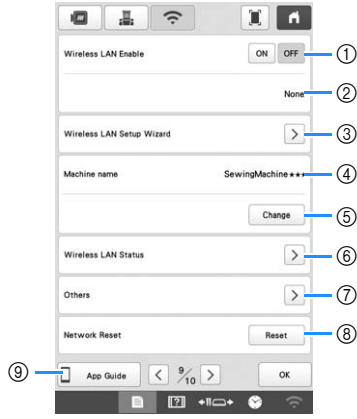 Wireless LAN Enable ON OFF ①
None ②
Wireless LAN Setup Wizard > ③
Machine name SewingMachine★★★ ④
Change ⑤
Wireless LAN Status > ⑥
Others > ⑦
Network Reset Reset ⑧
⑨ App Guide < 9/10 > OK
[?]